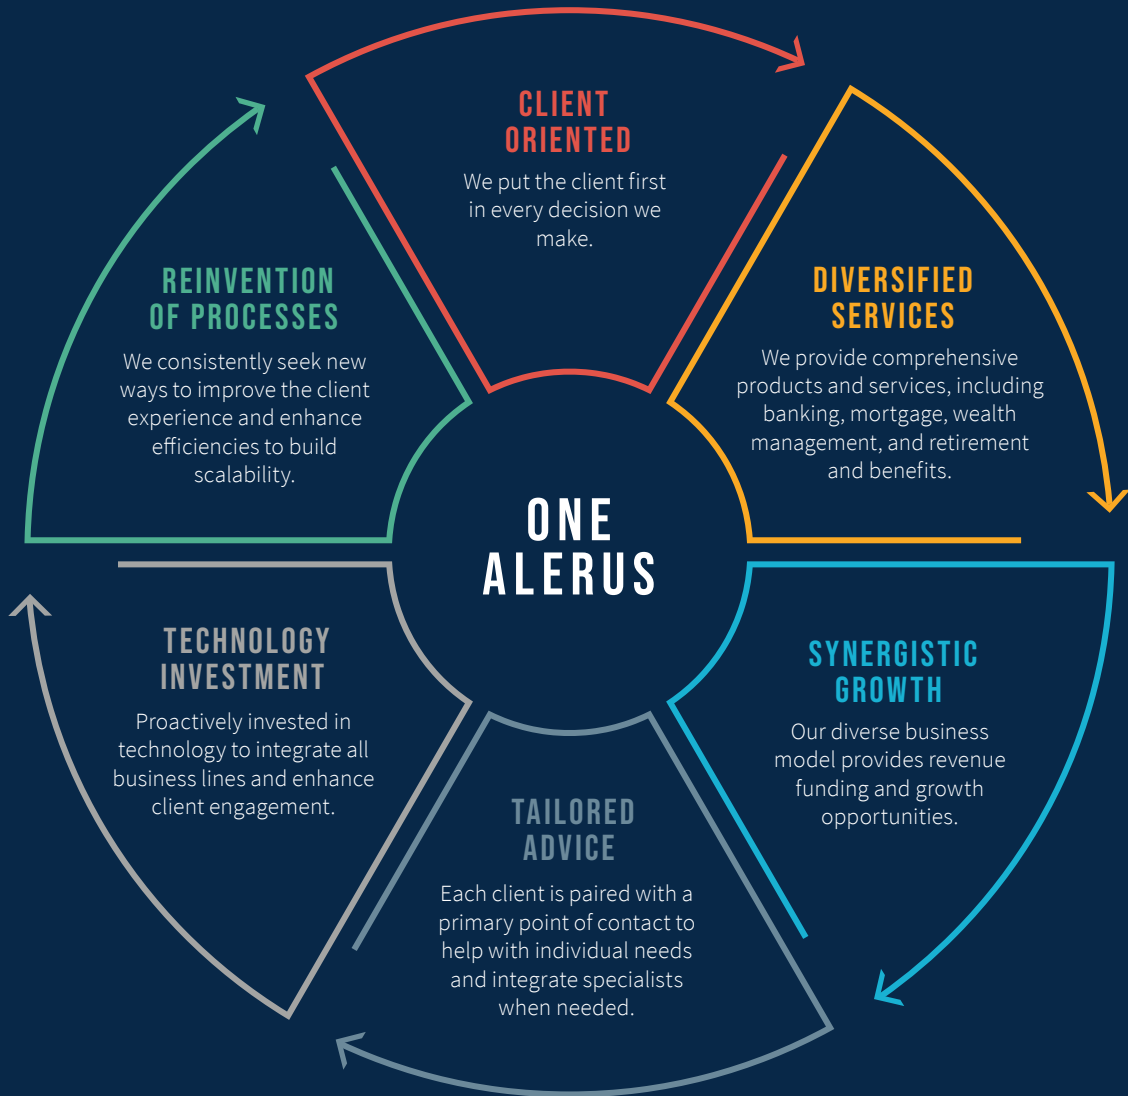 CLIENT
ORIENTED
We put the client first
in every decision we
make.
DIVERSIFIED
SERVICES
We provide comprehensive
products and services, including
banking, mortgage, wealth
management, and retirement
and benefits.
SYNERGISTIC
GROWTH
Our diverse business
model provides revenue
funding and growth
opportunities.
TAILORED
ADVICE
Each client is paired with a
primary point of contact to
help with individual needs
and integrate specialists
when needed.
TECHNOLOGY
INVESTMENT
Proactively invested in
technology to integrate all
business lines and enhance
client engagement.
REINVENTION
OF PROCESSES
We consistently seek new
ways to improve the client
experience and enhance
efficiencies to build
scalability.
ONE
ALERUS